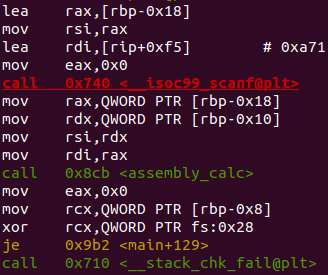 lea rax,[rbp-0x18]
mov rsi,rax
lea rdi,[rip+0xf5] # 0xa71
mov eax,0x0
call 0x740 <__isoc99_scanf@plt>
mov rax,QWORD PTR [rbp-0x18]
mov rdx,QWORD PTR [rbp-0x10]
mov rsi,rdx
mov rdi,rax
call 0x8cb <assembly_calc>
mov eax,0x0
mov rcx,QWORD PTR [rbp-0x8]
xor rcx,QWORD PTR fs:0x28
je 0x9b2 <main+129>
call 0x710 <__stack_chk_fail@plt>